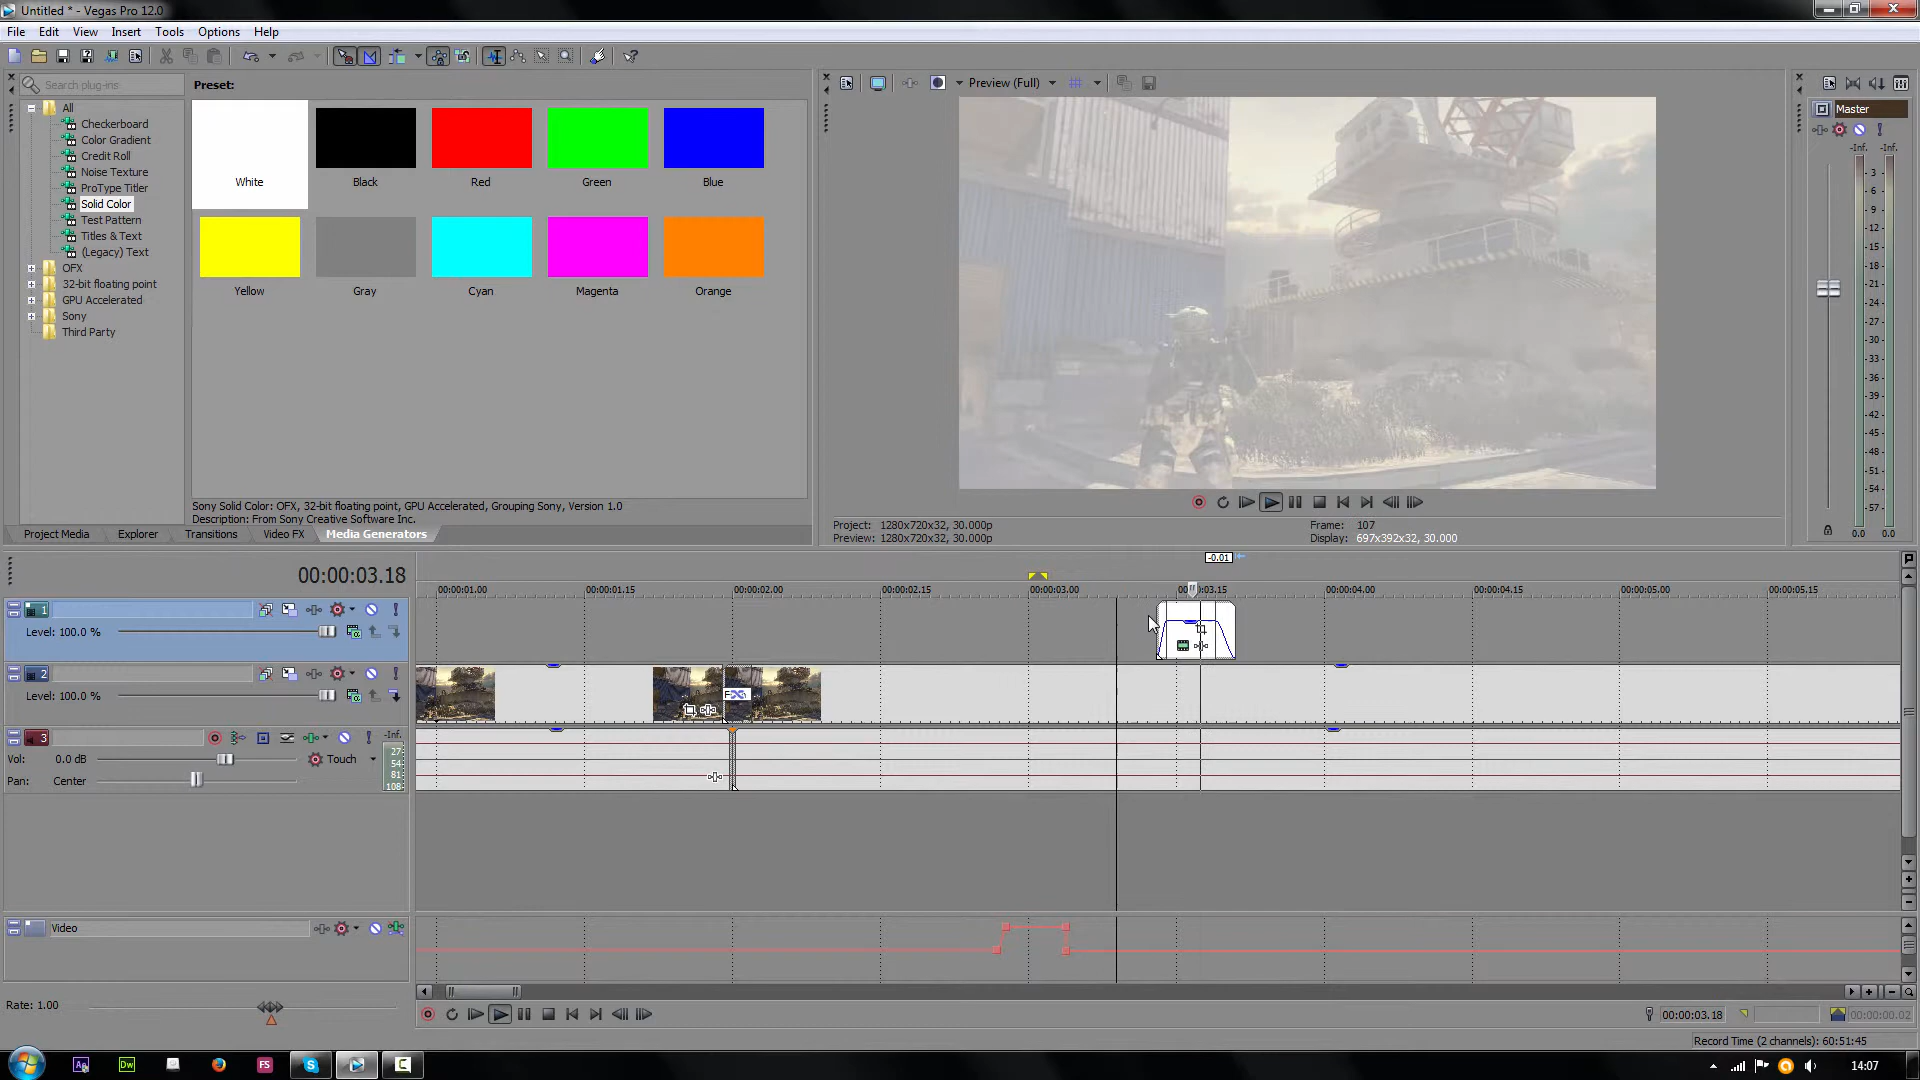 Untitled * - Vegas Pro 12.0
File Edit View Insert Tools Options Help
Search plug-ins
Preset:
Preview (Full)
All
Checkerboard
Color Gradient
Credit Roll
Noise Texture
ProType Titler
Solid Color
Test Pattern
Titles & Text
(Legacy) Text
OFX
32-bit floating point
GPU Accelerated
Sony
Third Party
White Black Red Green Blue
Yellow Gray Cyan Magenta Orange
Sony Solid Color: OFX, 32-bit floating point, GPU Accelerated, Grouping Sony, Version 1.0
Description: From Sony Creative Software Inc.
Project Media Explorer Transitions Video FX Media Generators
Project: 1280x720x32, 30.000p
Preview: 1280x720x32, 30.000p
Frame: 107
Display: 697x392x32, 30.000
Master
-Inf. -Inf.
3
6
9
12
15
18
21
24
27
30
33
36
39
42
45
48
51
54
57
0.0 0.0
-0.01
00:00:03.18
00:00:01.00 00:00:01.15 00:00:02.00 00:00:02.15 00:00:03.00 :03.15 00:00:04.00 00:00:04.15 00:00:05.00 00:00:05.15
1
Level: 100.0 %
2
Level: 100.0 %
3
-Inf.
Vol: 0.0 dB Touch
Pan: Center
27
54
81
108
Video
Rate: 1.00
00:00:03.18 00:00:00.02
Record Time (2 channels): 60:51:45
Ae Dw FS S C
14:07